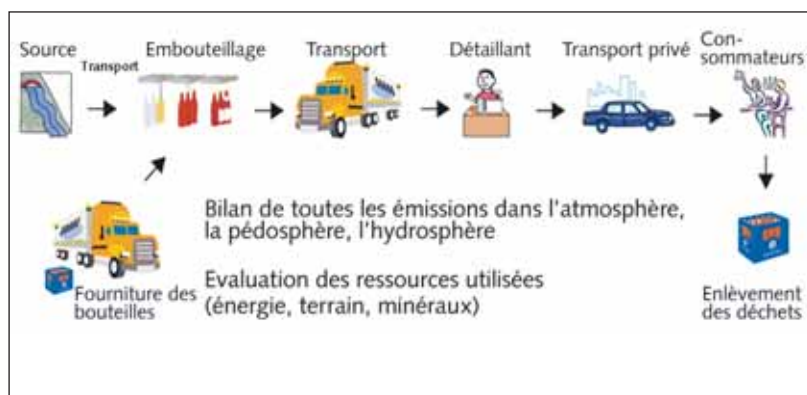 Source
Transport
Embouteillage
Transport
Détaillant
Transport privé
Con-
sommateurs
Bilan de toutes les émissions dans l'atmosphère,
la pédosphère, l'hydrosphère
Evaluation des ressources utilisées
(énergie, terrain, minéraux)
Fourniture des
bouteilles
Enlèvement
des déchets